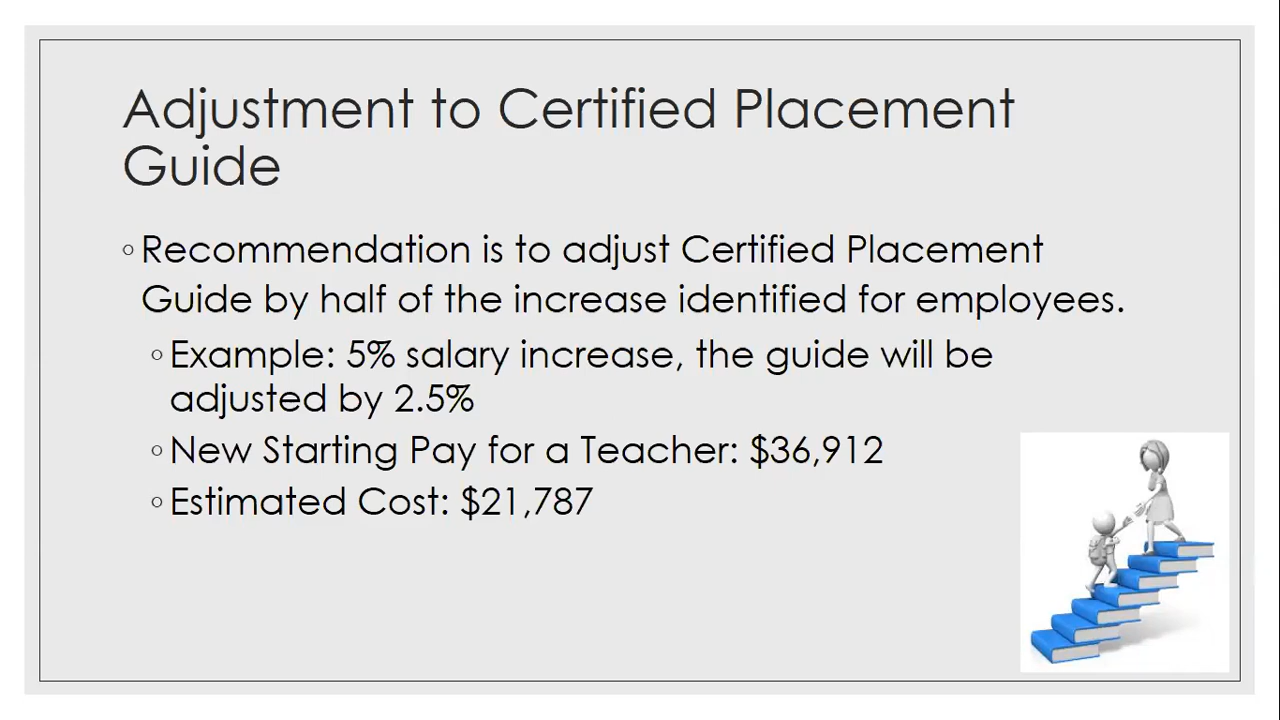 Adjustment to Certified Placement
Guide
◦ Recommendation is to adjust Certified Placement
Guide by half of the increase identified for employees.
◦ Example: 5% salary increase, the guide will be
adjusted by 2.5%
◦ New Starting Pay for a Teacher: $36,912
◦ Estimated Cost: $21,787